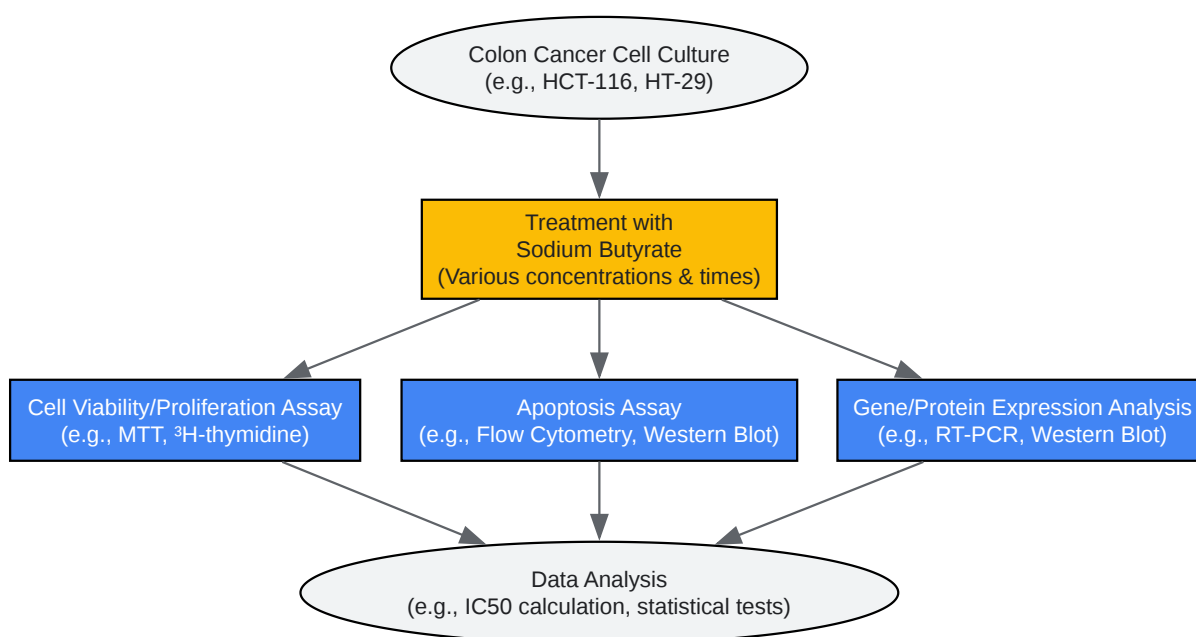 Colon Cancer Cell Culture
(e.g., HCT-116, HT-29)
Treatment with
Sodium Butyrate
(Various concentrations & times)
Cell Viability/Proliferation Assay
(e.g., MTT, ³H-thymidine)
Apoptosis Assay
(e.g., Flow Cytometry, Western Blot)
Gene/Protein Expression Analysis
(e.g., RT-PCR, Western Blot)
Data Analysis
(e.g., IC50 calculation, statistical tests)